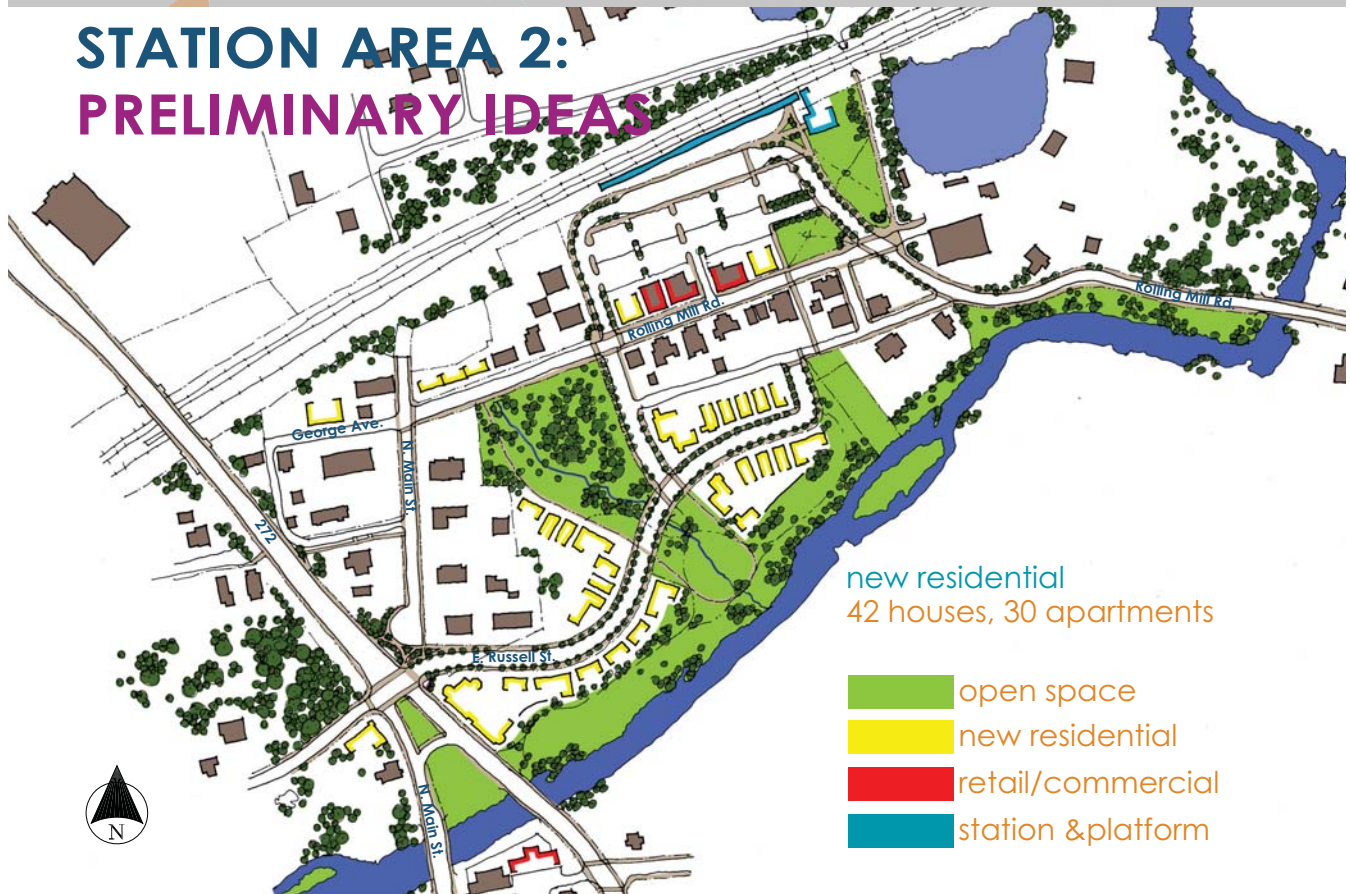 STATION AREA 2:
PRELIMINARY IDEAS
Rolling Mill Rd.
Rolling Mill Rd.
George Ave.
N. Main St.
272
E. Russell St.
N. Main St.
N
new residential
42 houses, 30 apartments
open space
new residential
retail/commercial
station &platform